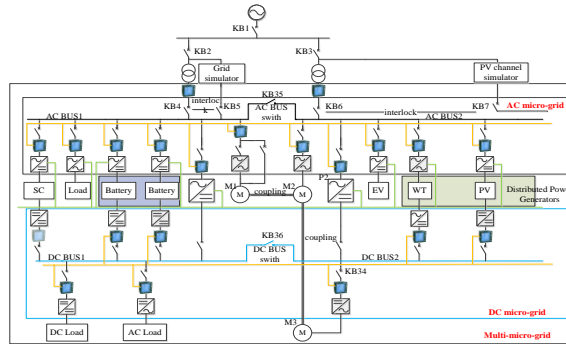 KB1
KB2
KB3
Grid
simulator
PV channel
simulator
KB35
KB4
interloc
k
KB5
AC BUS
swith
KB6
interlock
KB7
AC micro-grid
AC BUS1
AC BUS2
SC
Load
Battery
Battery
M1
M
coupling
M2
M
P2
EV
WT
PV
Distributed Power
Generators
KB36
DC BUS
swith
coupling
DC BUS1
DC BUS2
KB34
DC Load
AC Load
M3
M
DC micro-grid
Multi-micro-grid